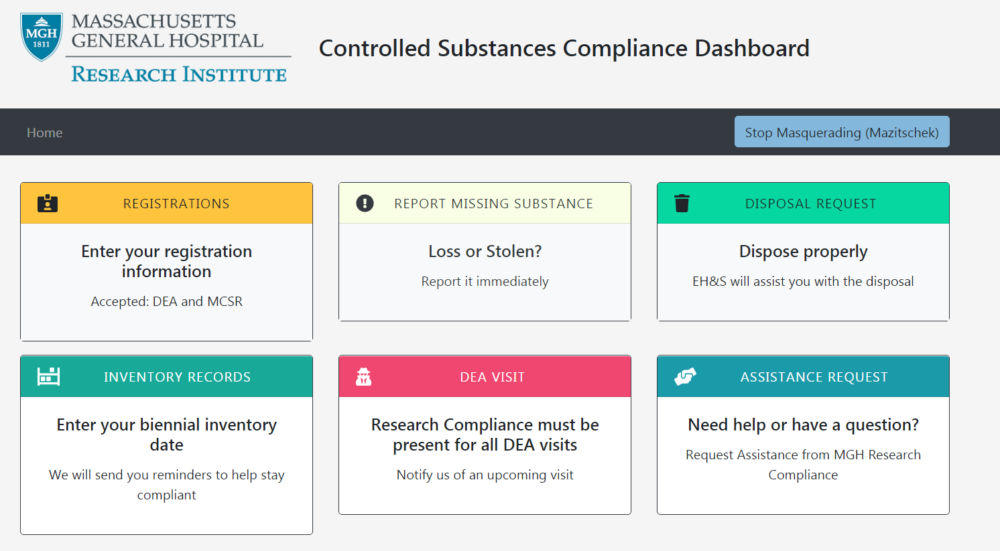 MGH
1811
MASSACHUSETTS
GENERAL HOSPITAL
RESEARCH INSTITUTE
Controlled Substances Compliance Dashboard
Home
Stop Masquerading (Mazitschek)
REGISTRATIONS
Enter your registration
information
Accepted: DEA and MCSR
REPORT MISSING SUBSTANCE
Loss or Stolen?
Report it immediately
DISPOSAL REQUEST
Dispose properly
EH&S will assist you with the disposal
INVENTORY RECORDS
Enter your biennial inventory
date
We will send you reminders to help stay
compliant
DEA VISIT
Research Compliance must be
present for all DEA visits
Notify us of an upcoming visit
ASSISTANCE REQUEST
Need help or have a question?
Request Assistance from MGH Research
Compliance